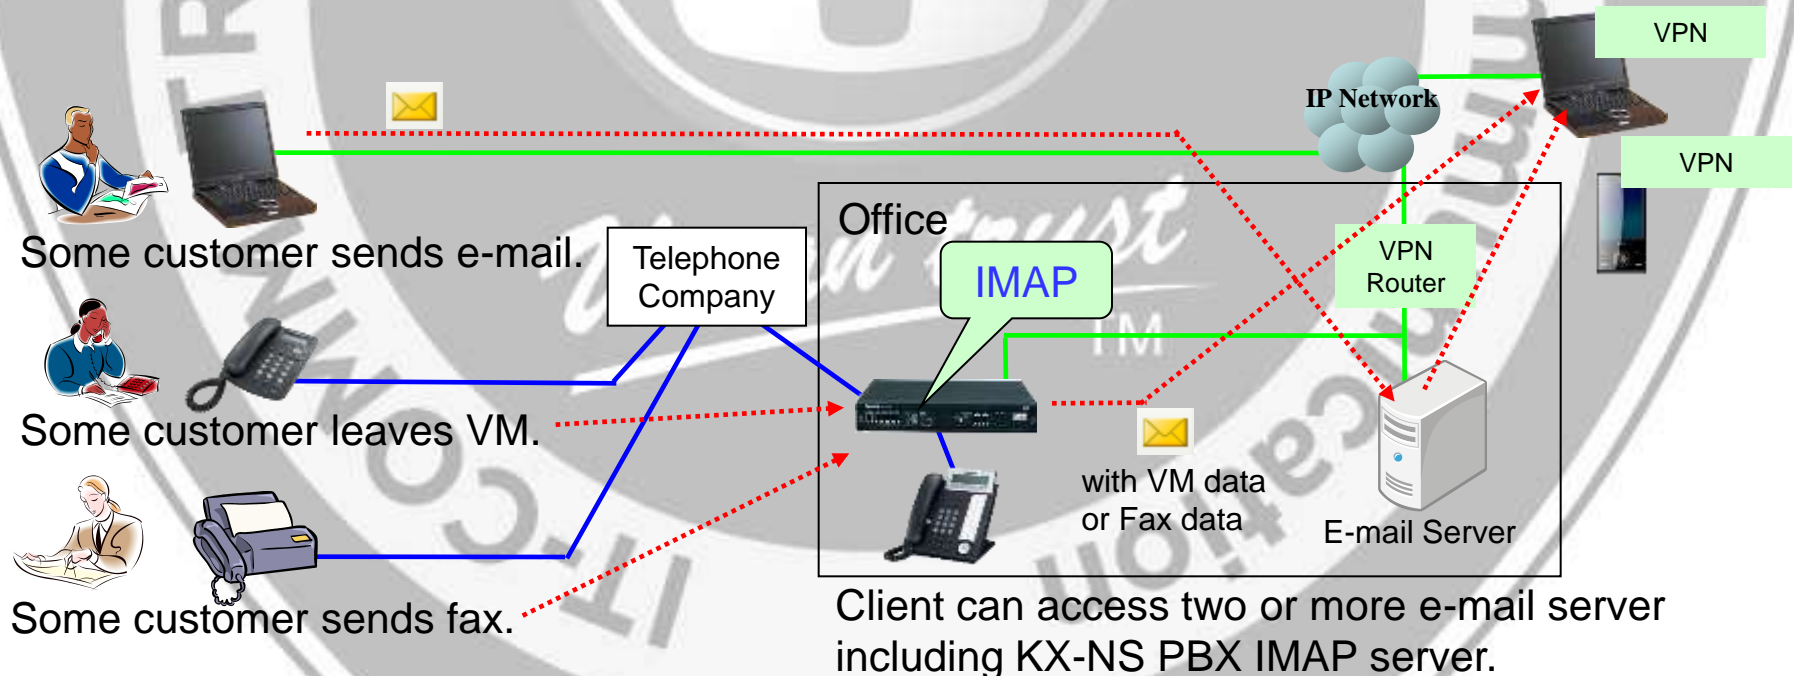 VPN
IP Network
VPN
Office
Some customer sends e-mail.
Telephone
Company
IMAP
VPN
Router
TM
Some customer leaves VM.
with VM data
or Fax data
E-mail Server
Some customer sends fax.
Client can access two or more e-mail server
including KX-NS PBX IMAP server.